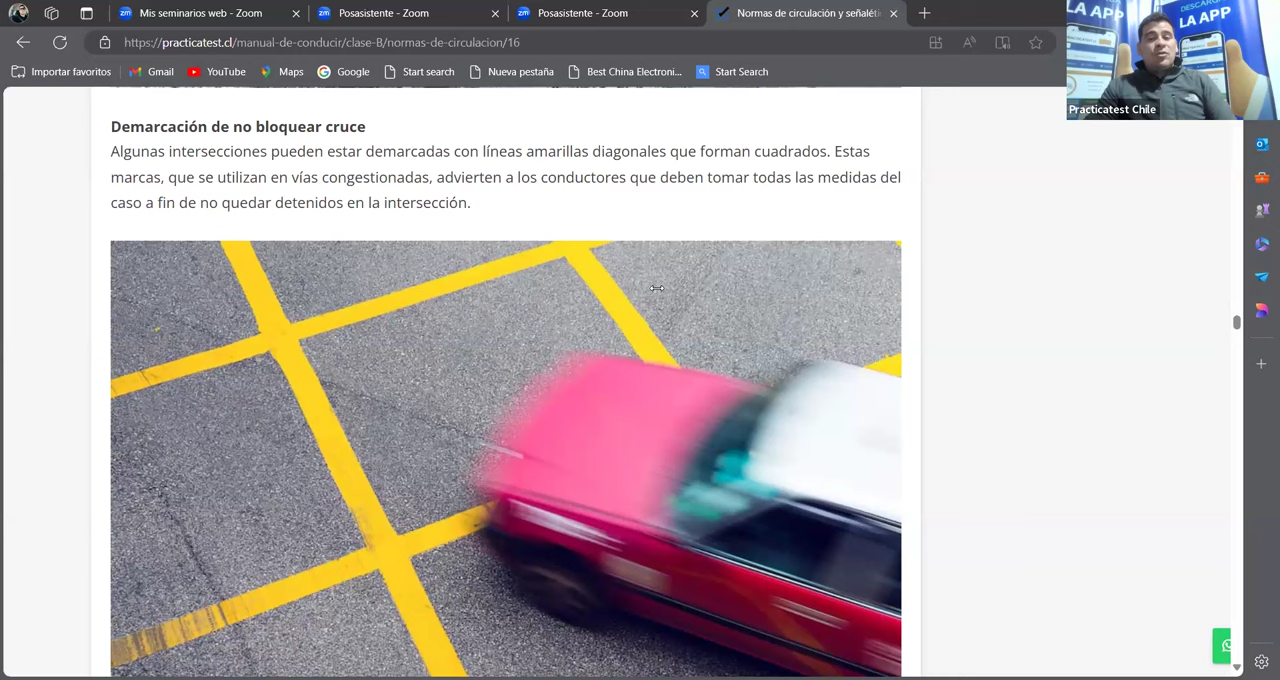 Mis seminarios web - Zoom
Posasistente - Zoom
Posasistente - Zoom
Normas de circulación y señaléti
https://practicatest.cl/manual-de-conducir/clase-B/normas-de-circulacion/16
Importar favoritos
Gmail
YouTube
Maps
Google
Start search
Nueva pestaña
Best China Electroni...
Start Search
LA APP
DESCARGA
LA APP
Practicatest Chile
Demarcación de no bloquear cruce
Algunas intersecciones pueden estar demarcadas con líneas amarillas diagonales que forman cuadrados. Estas
marcas, que se utilizan en vías congestionadas, advierten a los conductores que deben tomar todas las medidas del
caso a fin de no quedar detenidos en la intersección.